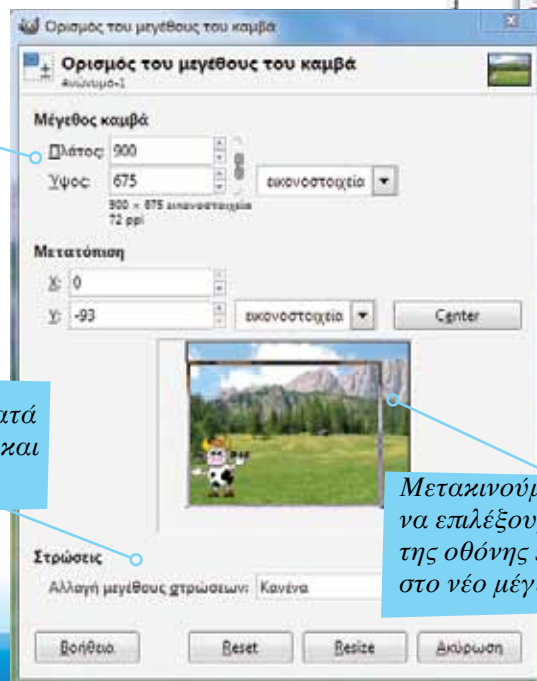 Ορισμός του μεγέθους του καμβά
Ορισμός του μεγέθους του καμβά
Ανώνυμο-1
Μέγεθος καμβά
Πλάτος: 900
Υψος: 675 εικονοστοιχεία
900 × 675 εικονοστοιχεία
72 ppi
Μετατόπιση
X: 0
Y: -93 εικονοστοιχεία Center
ατά
και
Μετακινούμ
να επιλέξου
της οθόνης
στο νέο μέγ
Στρώσεις
Αλλαγή μεγέθους στρώσεων: Κανένα
Βοήθεια Reset Resize Ακύρωση